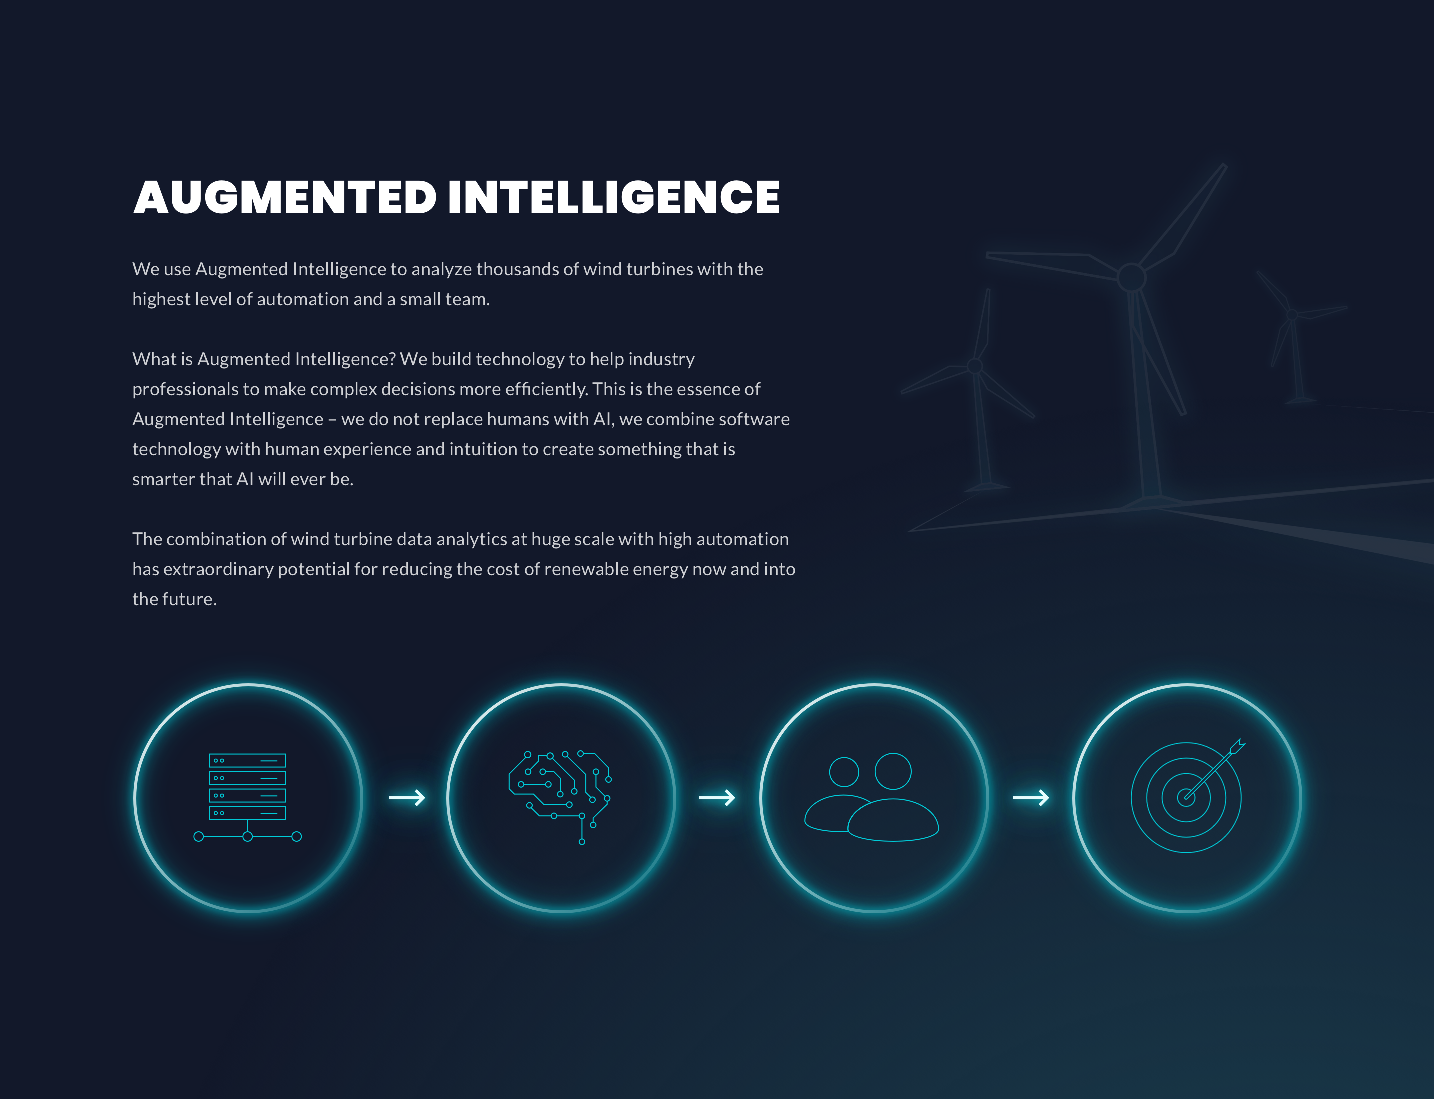 AUGMENTED INTELLIGENCE
We use Augmented Intelligence to analyze thousands of wind turbines with the
highest level of automation and a small team.
What is Augmented Intelligence? We build technology to help industry
professionals to make complex decisions more efficiently. This is the essence of
Augmented Intelligence – we do not replace humans with AI, we combine software
technology with human experience and intuition to create something that is
smarter that AI will ever be.
The combination of wind turbine data analytics at huge scale with high automation
has extraordinary potential for reducing the cost of renewable energy now and into
the future.